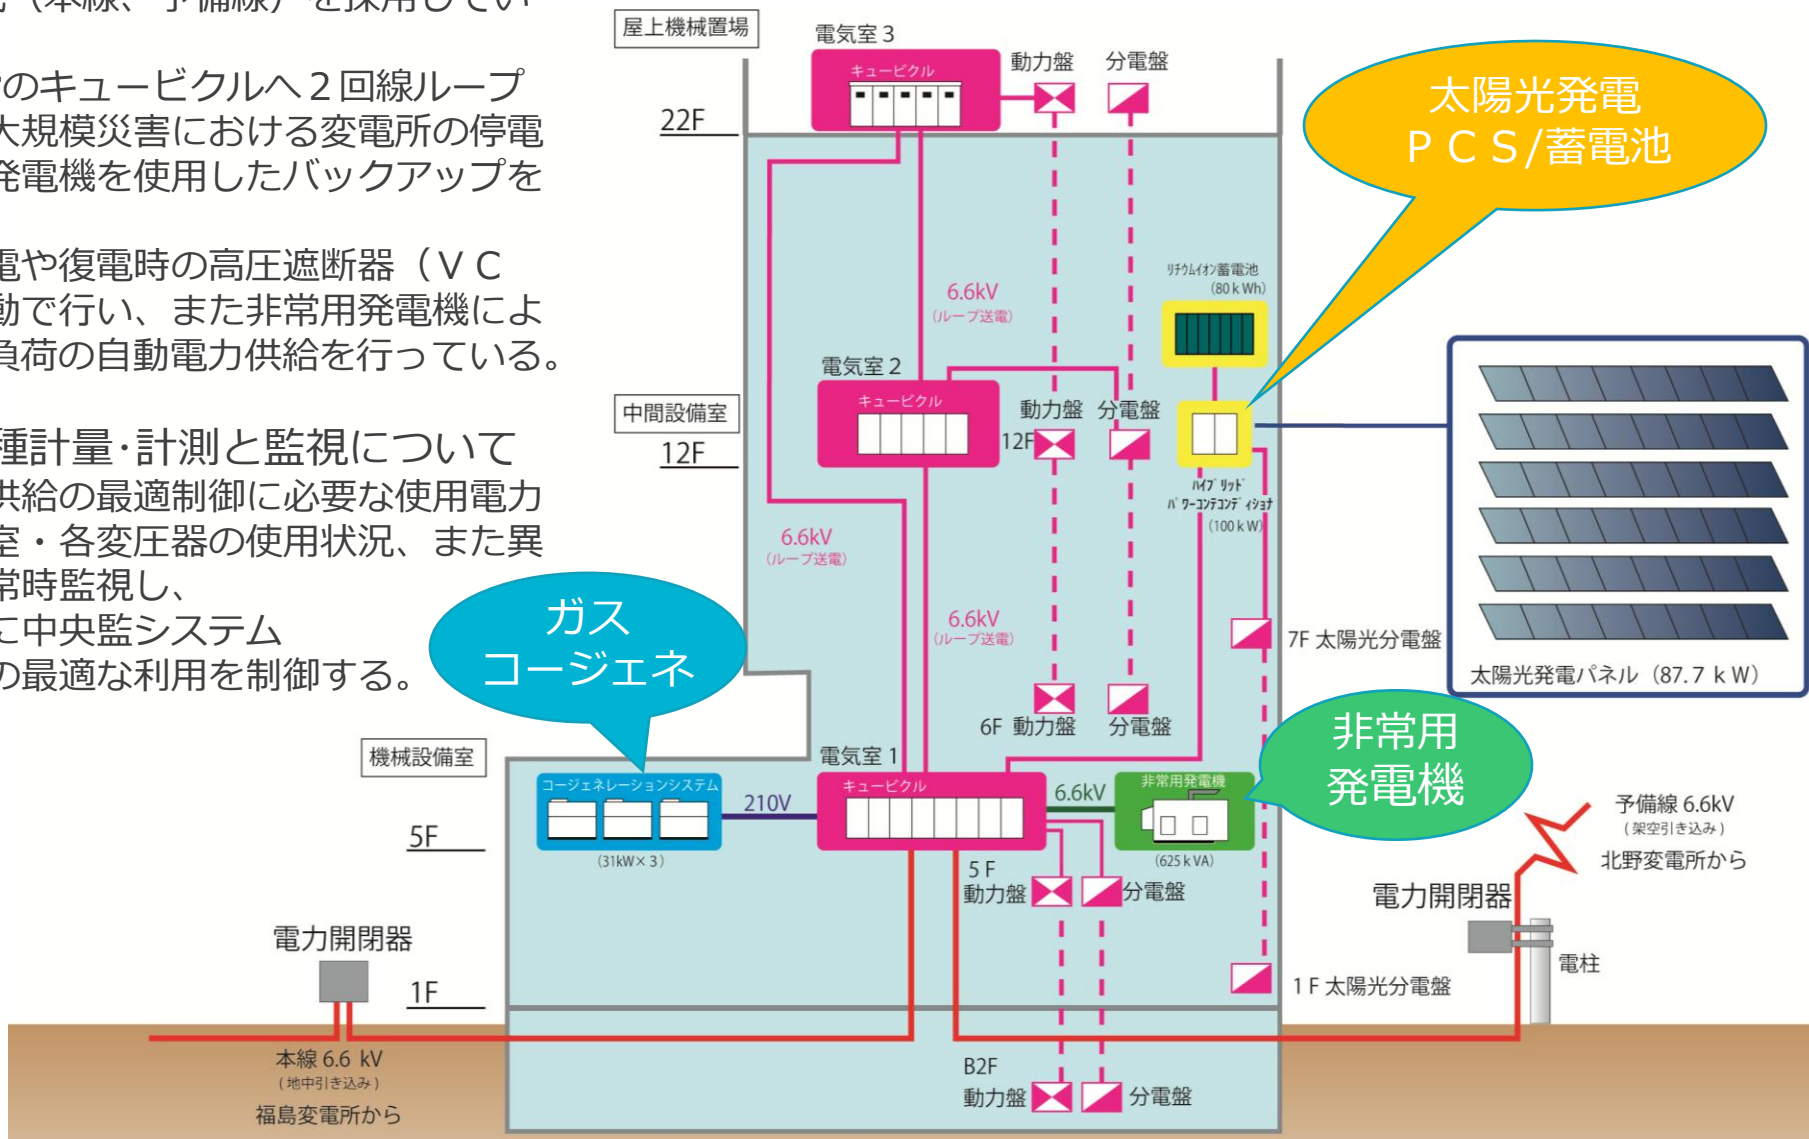 （本線、予備線）を採用してい
のキュービクルへ２回線ループ
大規模災害における変電所の停電
発電機を使用したバックアップを
電や復電時の高圧遮断器（ＶＣ
動で行い、また非常用発電機によ
負荷の自動電力供給を行っている。
種計量･計測と監視について
供給の最適制御に必要な使用電力
室・各変圧器の使用状況、また異
常時監視し、
に中央監システム
の最適な利用を制御する。
屋上機械置場
電気室３
キュービクル
動力盤
分電盤
22F
太陽光発電
ＰＣＳ/蓄電池
ﾘﾁｳﾑｲｵﾝ蓄電池
（80ｋWh）
6.6kV
（ループ送電）
電気室２
キュービクル
中間設備室
12F
動力盤
分電盤
12F
ﾊｲﾌﾞﾘｯﾄﾞ
ﾊﾟﾜｰｺﾝﾃｺﾝﾃﾞｨｼｮﾅ
（100ｋW）
6.6kV
（ループ送電）
6.6kV
（ループ送電）
太陽光発電パネル（87.7ｋW）
7F 太陽光分電盤
ガス
コージェネ
6F 動力盤
分電盤
非常用
発電機
機械設備室
電気室１
キュービクル
コージェネレーションシステム
210V
6.6kV
非常用発電機
（31kW×３）
（625ｋVA）
5F
５F
動力盤
分電盤
予備線 6.6kV
（架空引き込み）
北野変電所から
電力開閉器
電柱
電力開閉器
1F
１F 太陽光分電盤
本線 6.6 kV
（地中引き込み）
福島変電所から
B2F
動力盤
分電盤